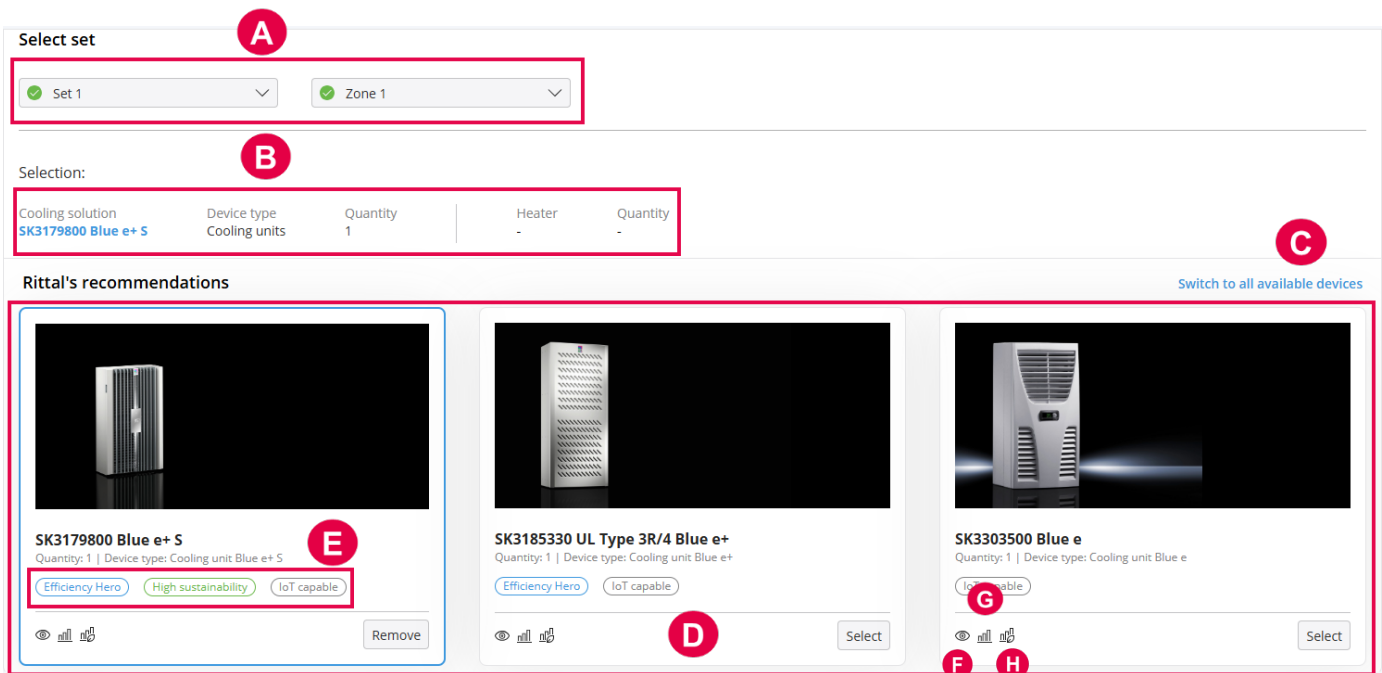 A
Select set
Set 1 Zone 1
B
Selection:
Cooling solution Device type Quantity Heater Quantity
SK3179800 Blue e+ S Cooling units 1 - -
C
Rittal's recommendations Switch to all available devices
SK3179800 Blue e+ S
Quantity: 1 | Device type: Cooling unit Blue e+ S
E
Efficiency Hero High sustainability IoT capable
Remove
SK3185330 UL Type 3R/4 Blue e+
Quantity: 1 | Device type: Cooling unit Blue e+
Efficiency Hero IoT capable
D
Select
SK3303500 Blue e
Quantity: 1 | Device type: Cooling unit Blue e
IoT capable
G
Select
F H